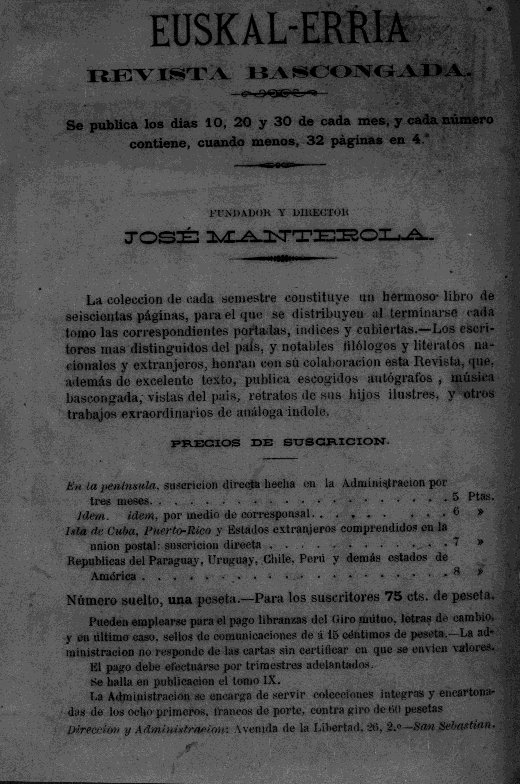 EUSKAL-ERRIA
REVISTA BASCONGADA.
Se publica los dias 10, 20 y 30 de cada mes, y cada número
contiene, cuando menos, 32 páginas en 4.º
FUNDADOR Y DIRECTOR
JOSÉ MANTEROLA.
La coleccion de cada semestre constituye un hermoso libro de
seiscientas páginas, para el que se distribuyen al terminarse cada
tomo las correspondientes portadas, indices y cubiertas.—Los escri-
tores mas distinguidos del país, y notables filólogos y literatos na-
cionales y extranjeros, honran con su colaboracion esta Revista, que,
además de excelente texto, publica escogidos autógrafos, música
bascongada, vistas del pais, retratos de sus hijos ilustres, y otros
trabajos exraordinarios de análoga indole.
PRECIOS DE SUSCRICION.
En la península, suscricion directa hecha en la Administracion por
tres meses. . . . . . . . . . . . . . . . . . 5 Ptas.
Idem. idem, por medio de corresponsal. . . . . . . . 6 »
Isla de Cuba, Puerto-Rico y Estados extranjeros comprendidos en la
union postal: suscricion directa . . . . . . . . . . 7 »
Republicas del Paraguay, Uruguay, Chile, Perú y demás estados de
América . . . . . . . . . . . . . . . . . . 8 »
Número suelto, una peseta.—Para los suscritores 75 cts. de peseta.
Pueden emplearse para el pago libranzas del Giro mútuo, letras de cambio,
y en último caso, sellos de comunicaciones de á 15 céntimos de peseta.—La ad-
ministracion no responde de las cartas sin certificar en que se envien valores.
El pago debe efectuarse por trimestres adelantados.
Se halla en publicacion el tomo IX.
La Administracion se encarga de servir colecciones integras y encartona-
das de los ocho primeros, francos de porte, contra giro de 60 pesetas
Direccion y Administracion: Avenida de la Libertad, 26, 2.º—San Sebastian.